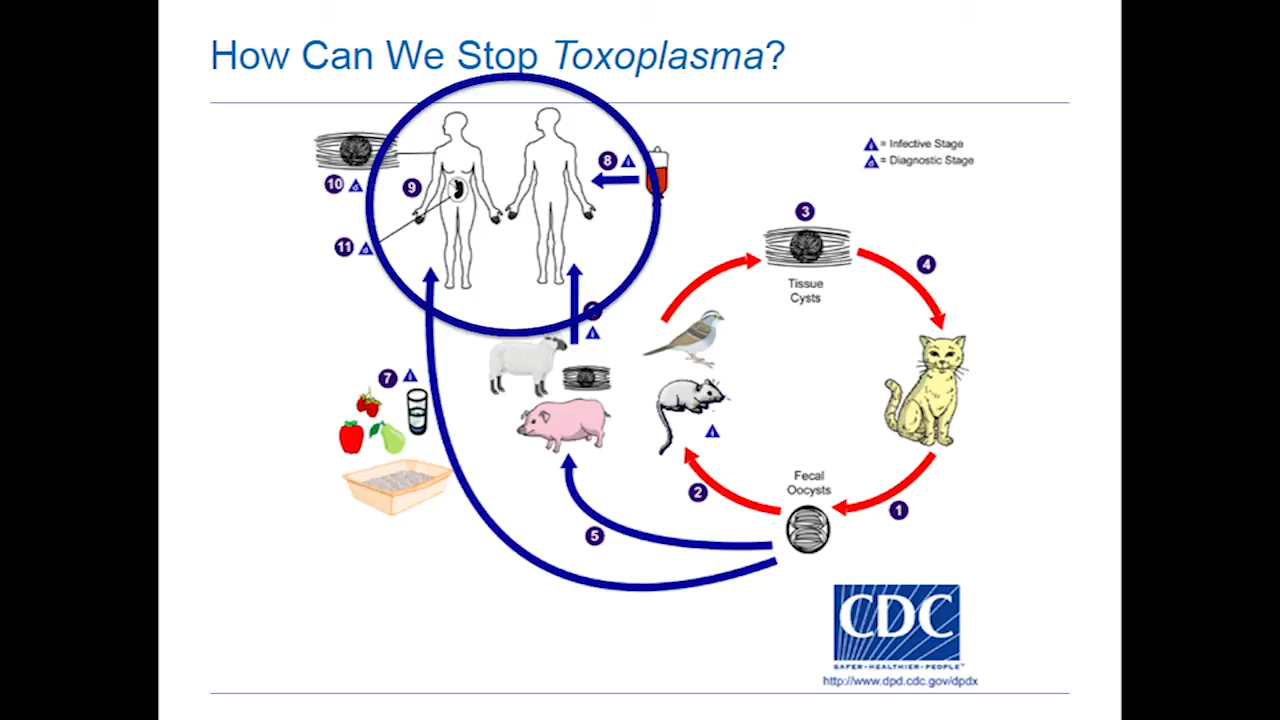 How Can We Stop Toxoplasma?
i = Infective Stage
d = Diagnostic Stage
8 i
10 d
9
11 d
3
4
Tissue
Cysts
i
7 i
i
Fecal
Oocysts
2
1
5
CDC
SAFER•HEALTHIER•PEOPLE™
http://www.dpd.cdc.gov/dpdx